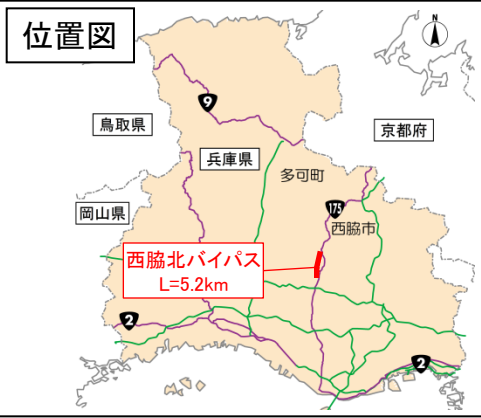 位置図
N
9
鳥取県
京都府
兵庫県
多可町
岡山県
175
西脇市
西脇北バイパス
L=5.2km
2
2